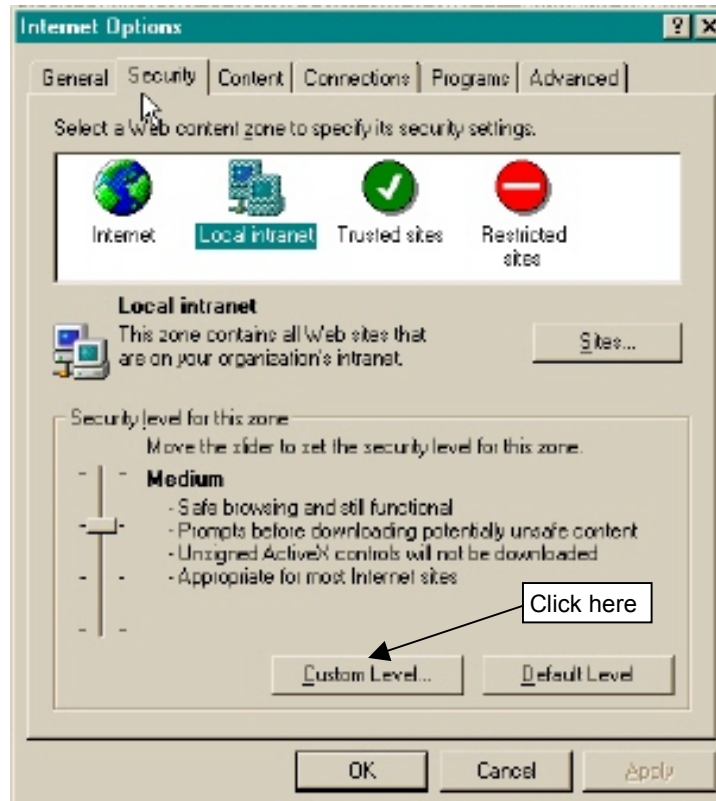 Internet Options
General Security Content Connections Programs Advanced
Select a Web content zone to specify its security settings.
Internet Local intranet Trusted sites Restricted sites
Local intranet
This zone contains all Web sites that
are on your organization's intranet.
Sites...
Security level for this zone
Move the slider to set the security level for this zone.
Medium
- Safe browsing and still functional
- Prompts before downloading potentially unsafe content
- Unsigned ActiveX controls will not be downloaded
- Appropriate for most Internet sites
Click here
Custom Level... Default Level
OK Cancel Apply